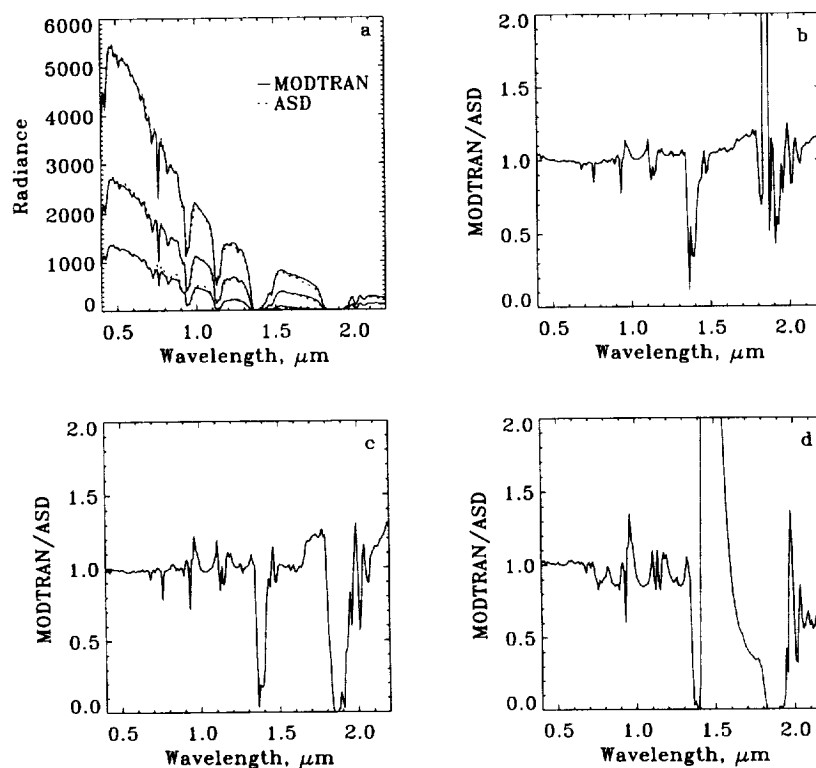 a
6000
5000
4000
3000
2000
1000
0
Radiance
— MODTRAN
·· ASD
0.5 1.0 1.5 2.0
Wavelength, μm
b
2.0
1.5
1.0
0.5
0.0
MODTRAN/ASD
0.5 1.0 1.5 2.0
Wavelength, μm
c
2.0
1.5
1.0
0.5
0.0
MODTRAN/ASD
0.5 1.0 1.5 2.0
Wavelength, μm
d
2.0
1.5
1.0
0.5
0.0
MODTRAN/ASD
0.5 1.0 1.5 2.0
Wavelength, μm